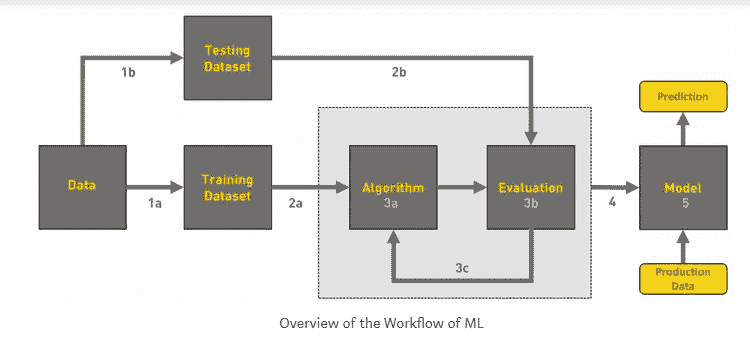 Testing
Dataset
1b
2b
Prediction
Data
Training
Dataset
Algorithm
3a
Evaluation
3b
Model
5
1a
2a
4
3c
Production
Data
Overview of the Workflow of ML